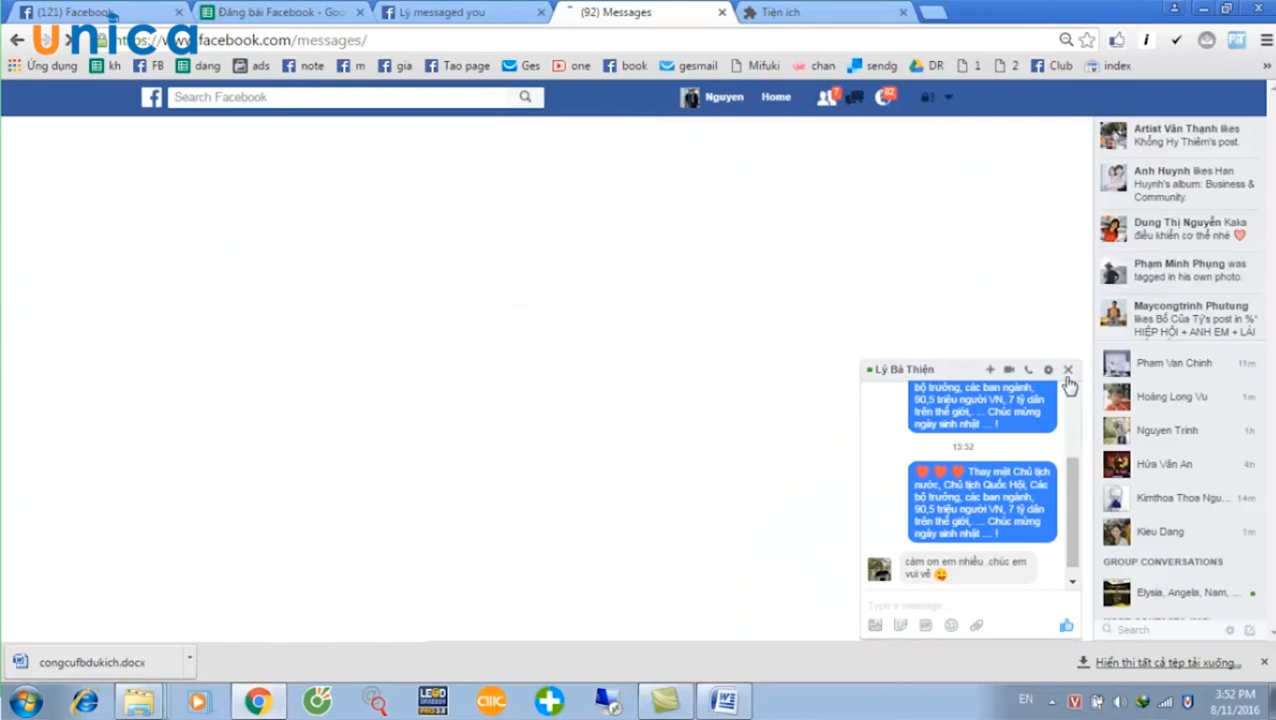 (121) Facebook
Đăng bài Facebook - Goo
Lý messaged you
(92) Messages
Tiện ích
unica
https://www.facebook.com/messages/
Ứng dụng kh FB dang ads note m gia Tao page Ges one book gesmail Mifuki chan sendg DR 1 2 Club index
Search Facebook
Nguyen Home 7 92
Artist Văn Thạnh likes
Khổng Hy Thiêm's post.
Anh Huynh likes Han
Huynh's album: Business &
Community.
Dung Thị Nguyễn Kaka
điều khiển cơ thể nhé
Phạm Minh Phụng was
tagged in his own photo.
Maycongtrinh Phutung
likes Bố Của Tý's post in %*
HIỆP HỘI + ANH EM + LÁI
Pham Van Chinh 11m
Hoàng Long Vu 1m
Nguyen Trinh 1h
Hứa Văn An 4h
Kimthoa Thoa Ngu... 14m
Kieu Dang 1m
GROUP CONVERSATIONS
Elysia, Angela, Nam, ...
Search
Lý Bá Thiện
bộ trưởng, các ban ngành,
90,5 triệu người VN, 7 tỷ dân
trên thế giới,. ... Chúc mừng
ngày sinh nhật ... !
15:52
Thay mặt Chủ tịch
nước, Chủ tịch Quốc Hội, Các
bộ trưởng, các ban ngành,
90,5 triệu người VN, 7 tỷ dân
trên thế giới,. ... Chúc mừng
ngày sinh nhật ... !
cảm ơn em nhiều .chúc em
vui vẻ
Type a message...
congcufbdukich.docx
Hiển thị tất cả tệp tải xuống...
EN
3:52 PM
8/11/2016